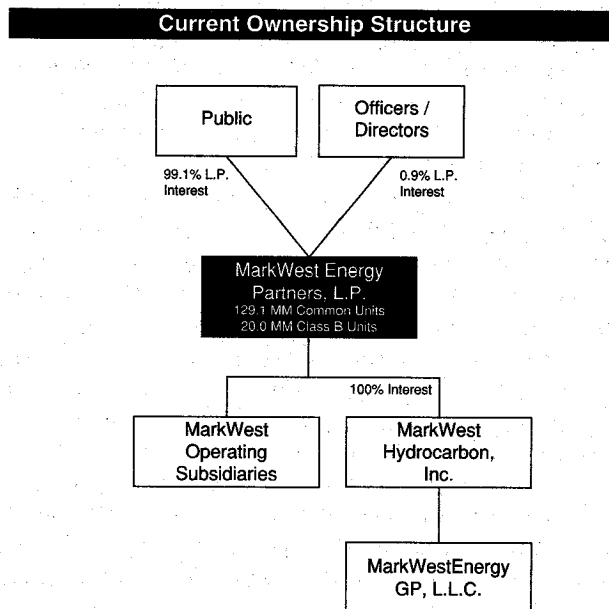 Current Ownership Structure
Public
Officers /
Directors
99.1% L.P.
Interest
0.9% L.P.
Interest
MarkWest Energy
Partners, L.P.
129.1 MM Common Units
20.0 MM Class B Units
100% Interest
MarkWest
Operating
Subsidiaries
MarkWest
Hydrocarbon,
Inc.
MarkWestEnergy
GP, L.L.C.